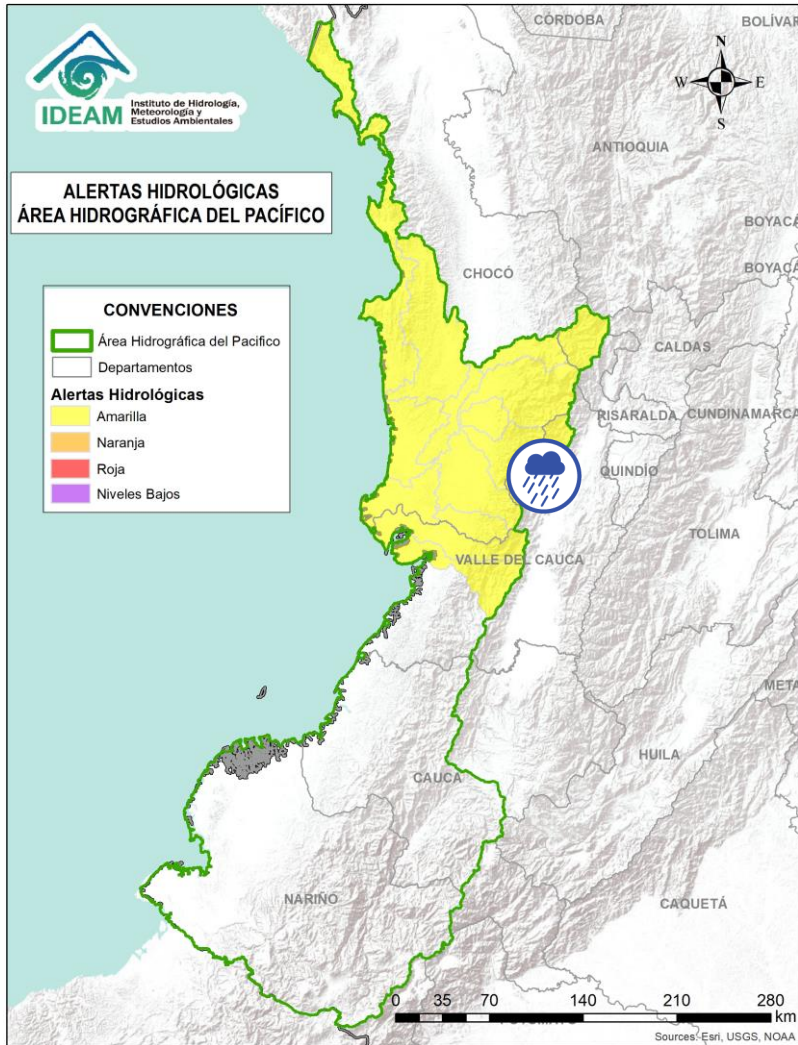 CÓRDOBA
BOLÍVAR
N
W E
S
IDEAM
Instituto de Hidrología,
Meteorología y
Estudios Ambientales
ANTIOQUIA
ALERTAS HIDROLÓGICAS
ÁREA HIDROGRÁFICA DEL PACÍFICO
BOYACÁ
BOYACÁ
CHOCÓ
CONVENCIONES
Área Hidrográfica del Pacifico
Departamentos
Alertas Hidrológicas
Amarilla
Naranja
Roja
Niveles Bajos
CALDAS
RISARALDA
CUNDINAMARCA
QUINDÍO
TOLIMA
VALLE DEL CAUCA
META
HUILA
CAUCA
NARIÑO
CAQUETÁ
0 35 70 140 210 280
km
Sources: Esri, USGS, NOAA